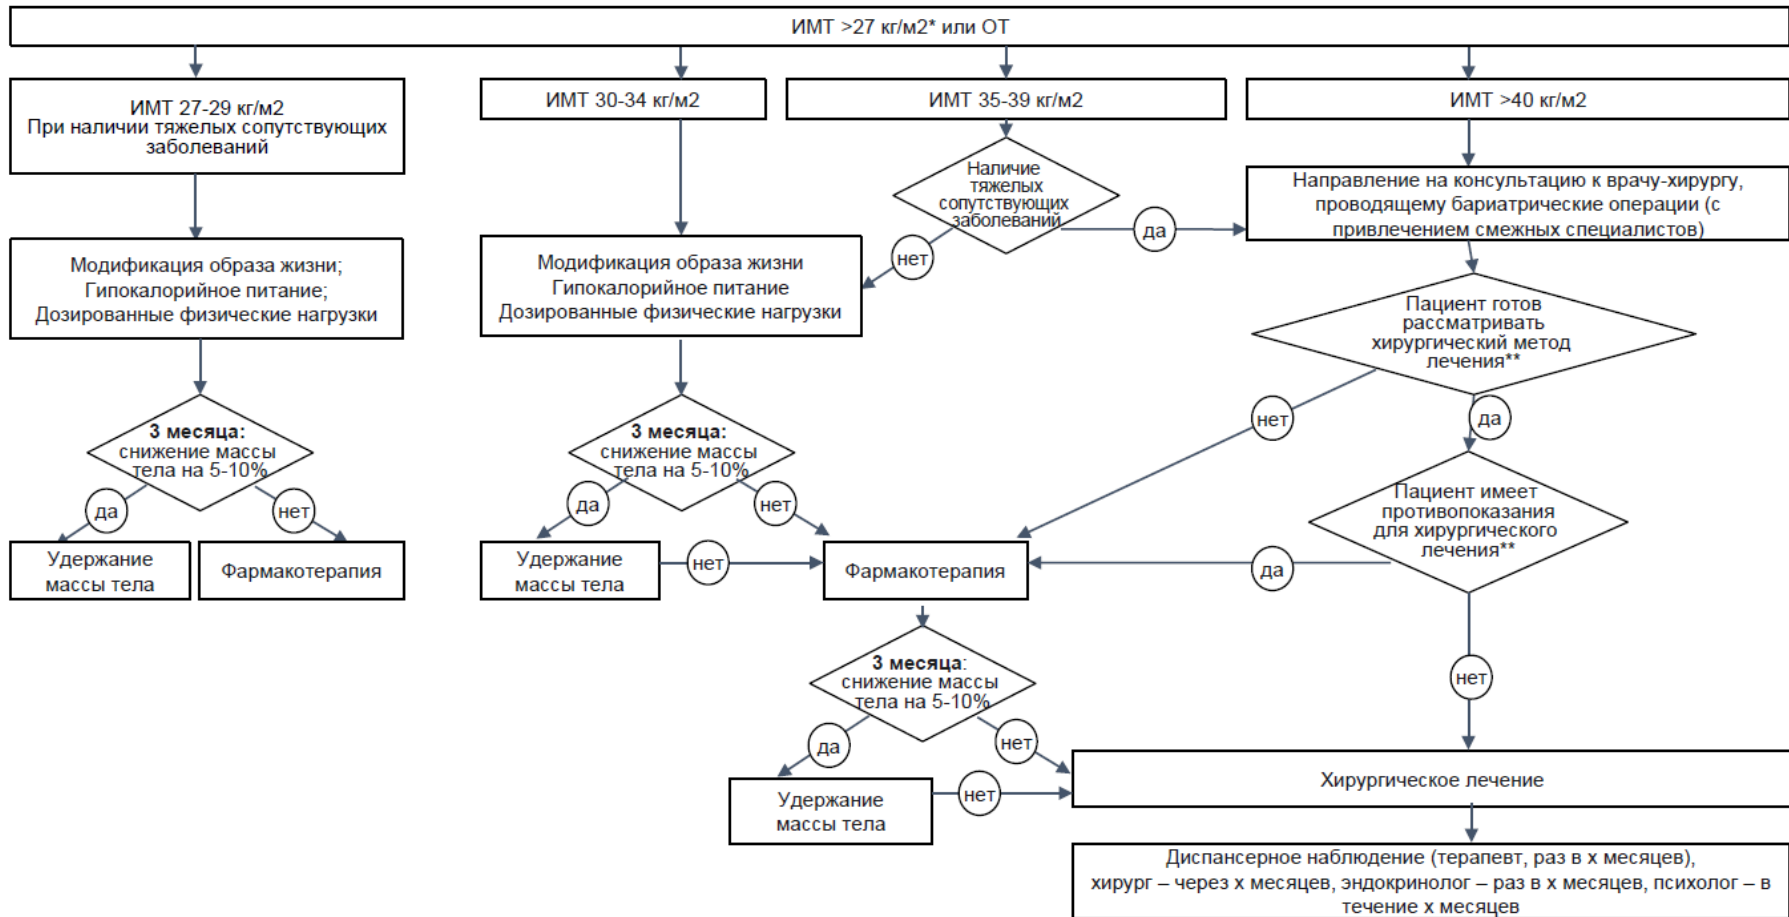 ИМТ >27 кг/м2* или ОТ
ИМТ 27-29 кг/м2
При наличии тяжелых сопутствующих
заболеваний
ИМТ 30-34 кг/м2
ИМТ 35-39 кг/м2
ИМТ >40 кг/м2
Наличие
тяжелых
сопутствующих
заболеваний
да
нет
Направление на консультацию к врачу-хирургу,
проводящему бариатрические операции (с
привлечением смежных специалистов)
Модификация образа жизни;
Гипокалорийное питание;
Дозированные физические нагрузки
Модификация образа жизни
Гипокалорийное питание
Дозированные физические нагрузки
Пациент готов
рассматривать
хирургический метод
лечения**
нет
да
3 месяца:
снижение массы
тела на 5-10%
да
нет
3 месяца:
снижение массы
тела на 5-10%
да
нет
Пациент имеет
противопоказания
для хирургического
лечения**
да
нет
Удержание
массы тела
Фармакотерапия
Удержание
массы тела
нет
Фармакотерапия
3 месяца:
снижение массы
тела на 5-10%
да
нет
Удержание
массы тела
нет
Хирургическое лечение
Диспансерное наблюдение (терапевт, раз в х месяцев),
хирург – через х месяцев, эндокринолог – раз в х месяцев, психолог – в
течение х месяцев